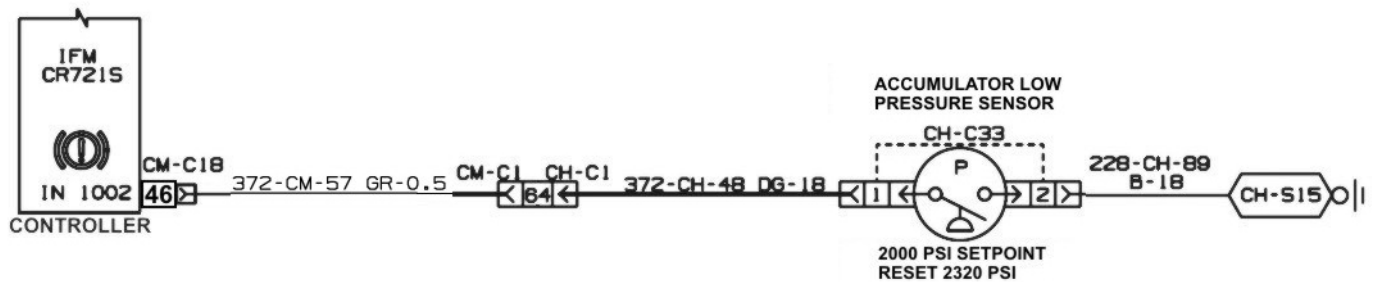 IFM
CR721S
IN 1002
CONTROLLER
CM-C18
46
372-CM-57 GR-0.5
CM-C1
64
CH-C1
372-CH-48 DG-18
ACCUMULATOR LOW
PRESSURE SENSOR
CH-C33
1
P
2
2000 PSI SETPOINT
RESET 2320 PSI
228-CH-89
B-18
CH-S15